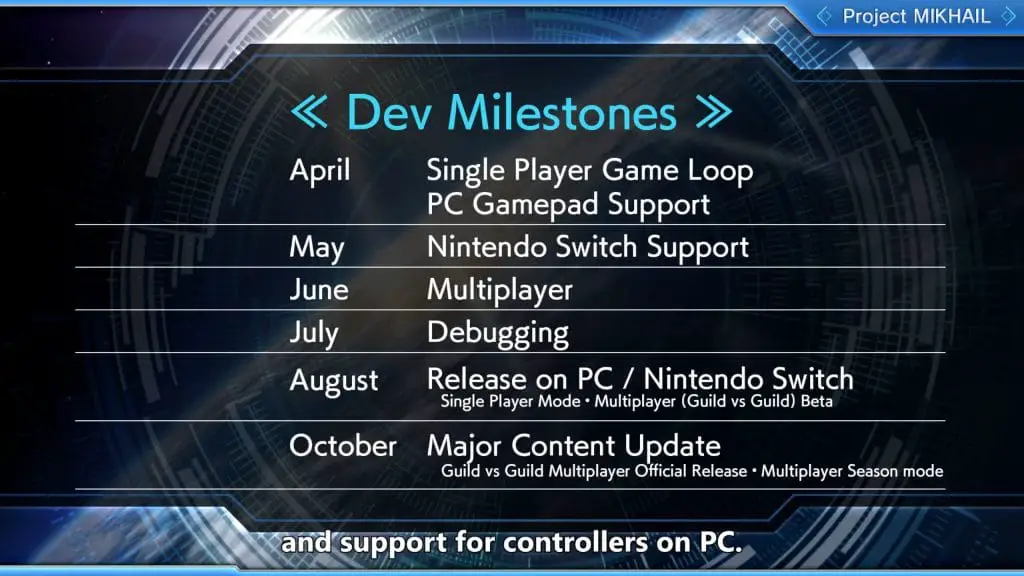 Project MIKHAIL
≪ Dev Milestones ≫
April Single Player Game Loop
PC Gamepad Support
May Nintendo Switch Support
June Multiplayer
July Debugging
August Release on PC / Nintendo Switch
Single Player Mode・Multiplayer (Guild vs Guild) Beta
October Major Content Update
Guild vs Guild Multiplayer Official Release・Multiplayer Season mode
and support for controllers on PC.